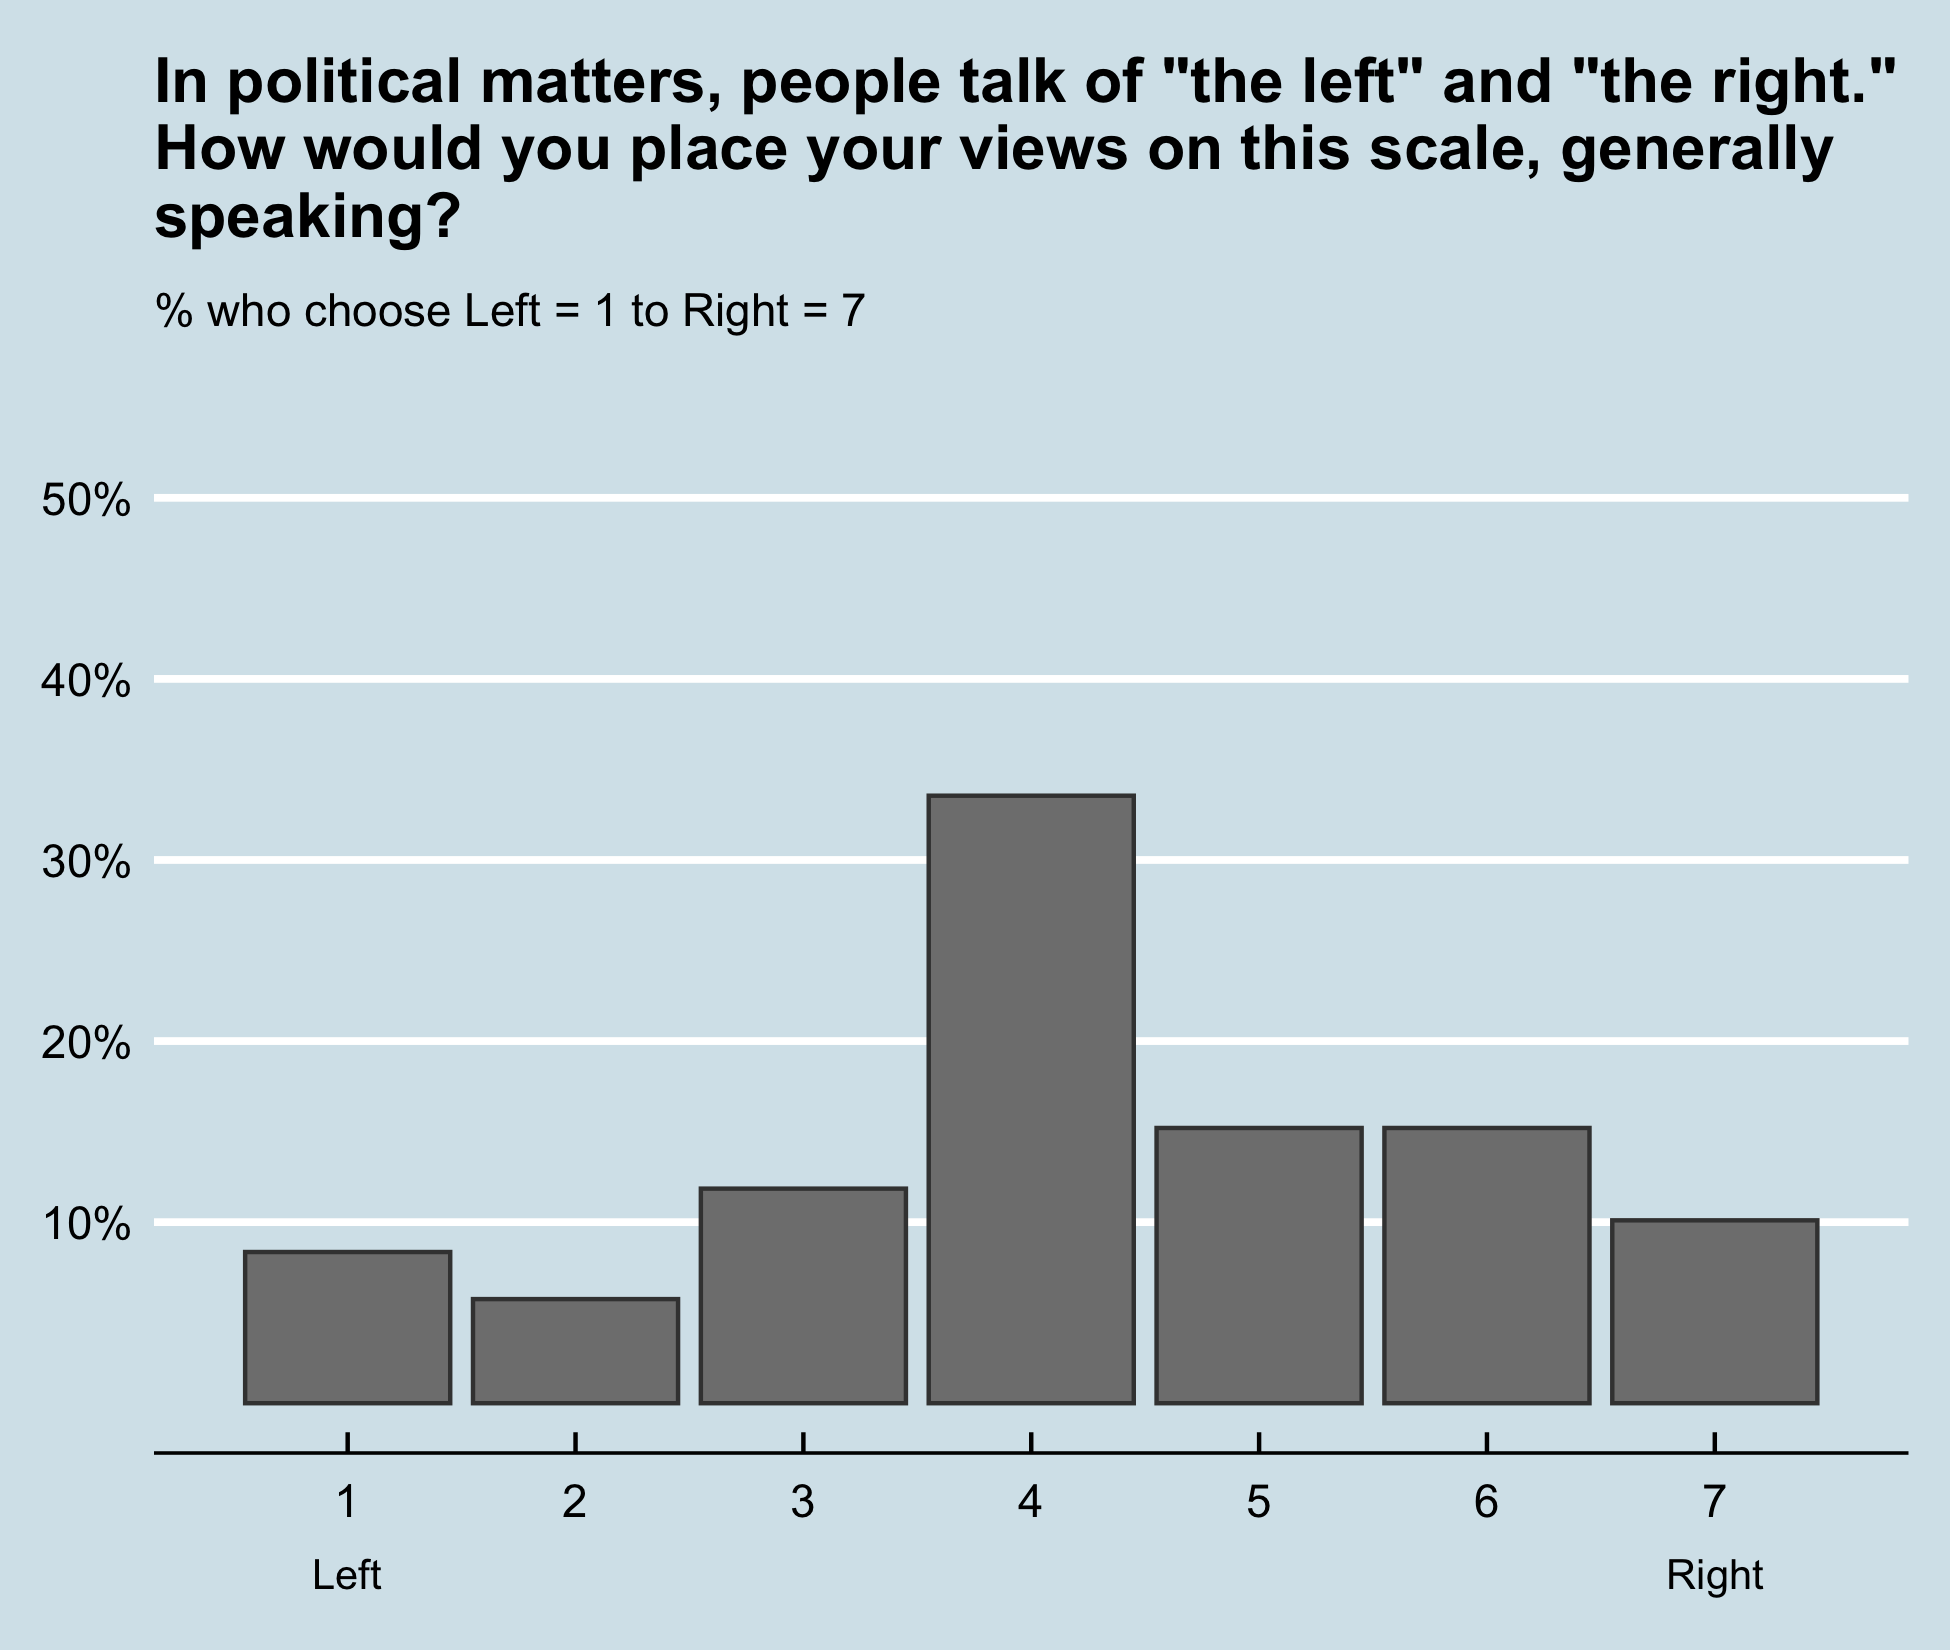 In political matters, people talk of "the left" and "the right."
How would you place your views on this scale, generally
speaking?
% who choose Left = 1 to Right = 7
50%
40%
30%
20%
10%
1 2 3 4 5 6 7
Left Right